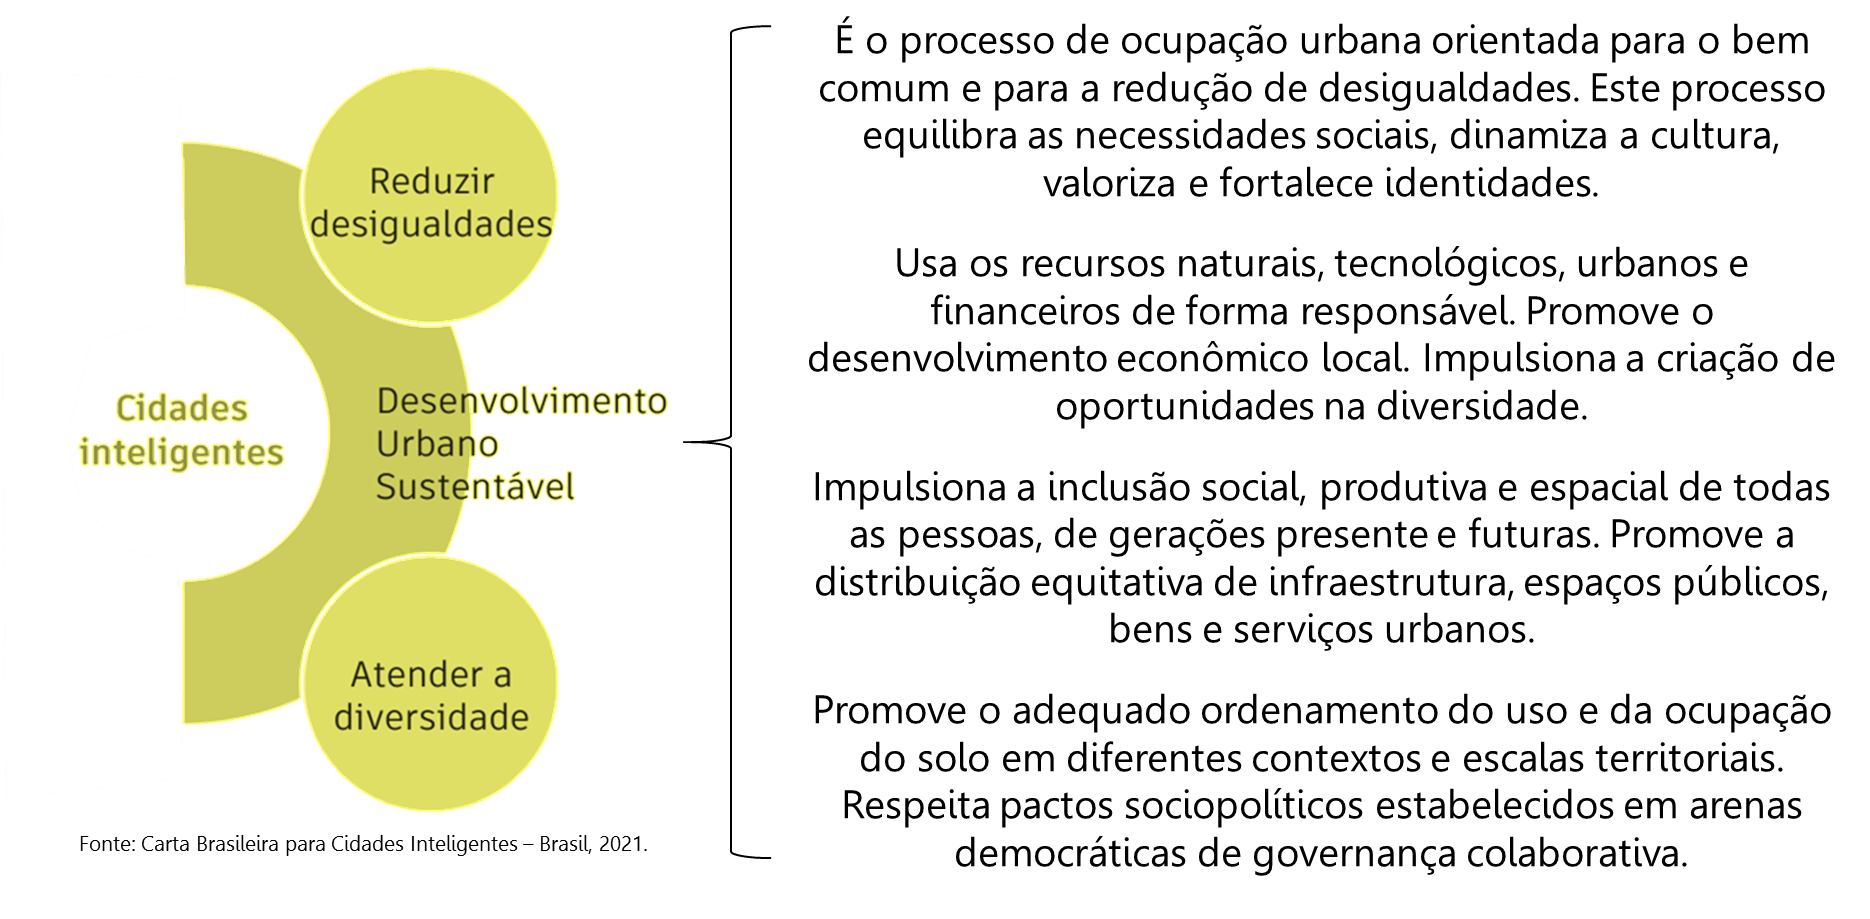 Reduzir
desigualdades
Cidades
inteligentes
Desenvolvimento
Urbano
Sustentável
Atender a
diversidade
Fonte: Carta Brasileira para Cidades Inteligentes – Brasil, 2021.
É o processo de ocupação urbana orientada para o bem
comum e para a redução de desigualdades. Este processo
equilibra as necessidades sociais, dinamiza a cultura,
valoriza e fortalece identidades.
Usa os recursos naturais, tecnológicos, urbanos e
financeiros de forma responsável. Promove o
desenvolvimento econômico local. Impulsiona a criação de
oportunidades na diversidade.
Impulsiona a inclusão social, produtiva e espacial de todas
as pessoas, de gerações presente e futuras. Promove a
distribuição equitativa de infraestrutura, espaços públicos,
bens e serviços urbanos.
Promove o adequado ordenamento do uso e da ocupação
do solo em diferentes contextos e escalas territoriais.
Respeita pactos sociopolíticos estabelecidos em arenas
democráticas de governança colaborativa.